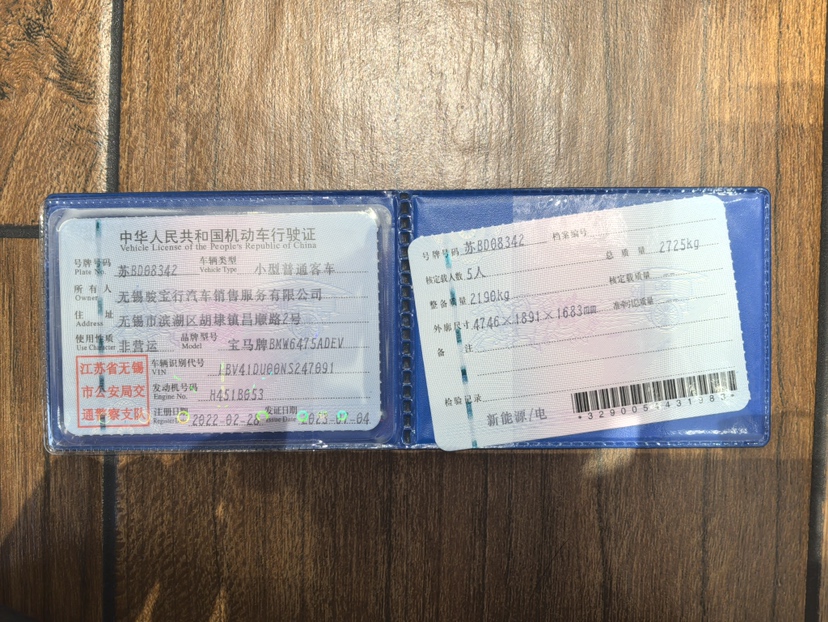 中华人民共和国机动车行驶证
Vehicle License of the People's Republic of China
号牌号码 Plate No. 苏BD08342 车辆类型 Vehicle Type 小型普通客车
所有人 Owner 无锡骏宝行汽车销售服务有限公司
住址 Address 无锡市滨湖区胡埭镇昌顺路2号
使用性质 Use Character 非营运 品牌型号 Model 宝马牌BMW6475ADEV
江苏省无锡
市公安局交
通警察支队
车辆识别代号 VIN
发动机号码 Engine No.
注册日期 2022-02-28 发证日期
号牌号码 苏BD08342 档案编号
核定载人数 5人 总质量 2725kg
整备质量 2190kg 核定载质量
外廓尺寸 4746×1891×1683mm 准牵引总质量
备注
检验记录
新能源/电